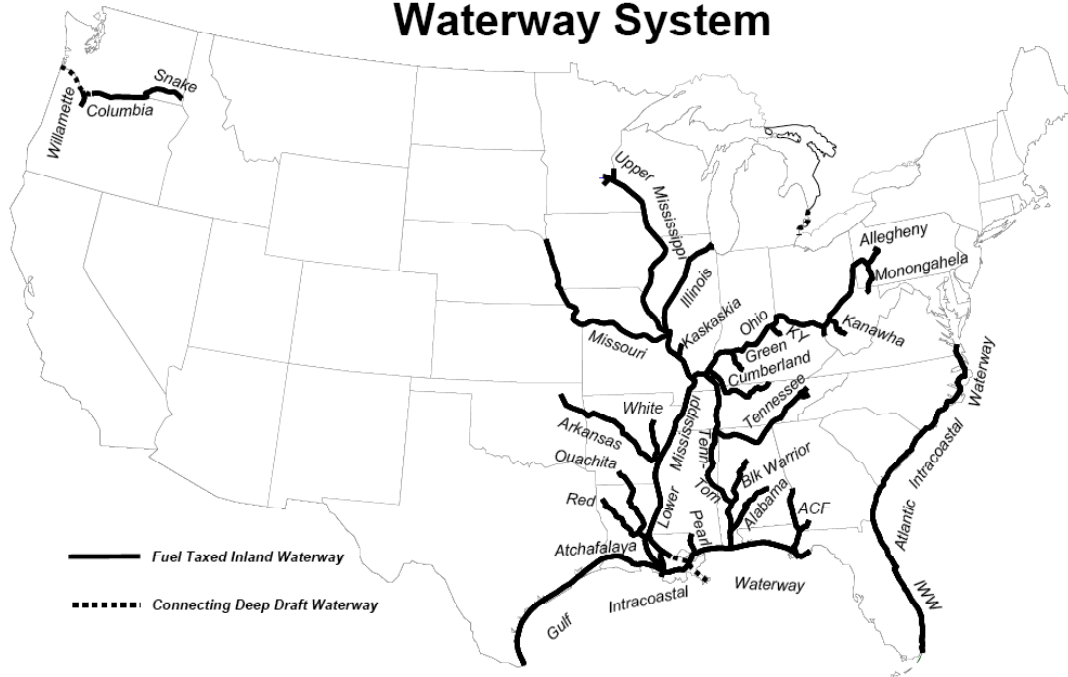 Waterway System
Snake
Columbia
Willamette
Upper
Mississippi
Allegheny
Monongahela
Illinois
Kaskaskia
Ohio
KY
Kanawha
Missouri
Green
Cumberland
Tennessee
White
Arkansas
Mississippi
Lower
Tenn-
Tom
Ouachita
Red
Blk Warrior
Alabama
Pearl
ACF
Atchafalaya
Waterway
Intracoastal
Atlantic
IWW
Gulf
Intracoastal
Waterway
Fuel Taxed Inland Waterway
Connecting Deep Draft Waterway